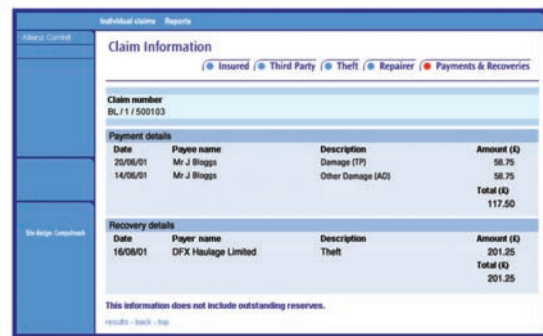 Individual claims Reports
Allianz Cornhill
Claim Information
Insured Third Party Theft Repairer Payments & Recoveries
Claim number
BL / 1 / 500103
Payment details
Date Payee name Description Amount (£)
20/06/01 Mr J Bloggs Damage (TP) 58.75
14/06/01 Mr J Bloggs Other Damage (AD) 58.75
Total (£)
117.50
Recovery details
Date Payer name Description Amount (£)
16/08/01 DFX Haulage Limited Theft 201.25
Total (£)
201.25
Site design:
This information does not include outstanding reserves.
results - back - top